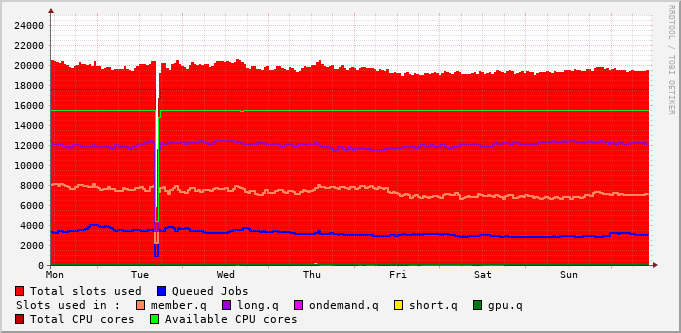 24000
22000
20000
18000
16000
14000
12000
10000
8000
6000
4000
2000
0
Mon Tue Wed Thu Fri Sat Sun
RRDTOOL / TOBI OETIKER
Total slots used Queued Jobs
Slots used in : member.q long.q ondemand.q short.q gpu.q
Total CPU cores Available CPU cores